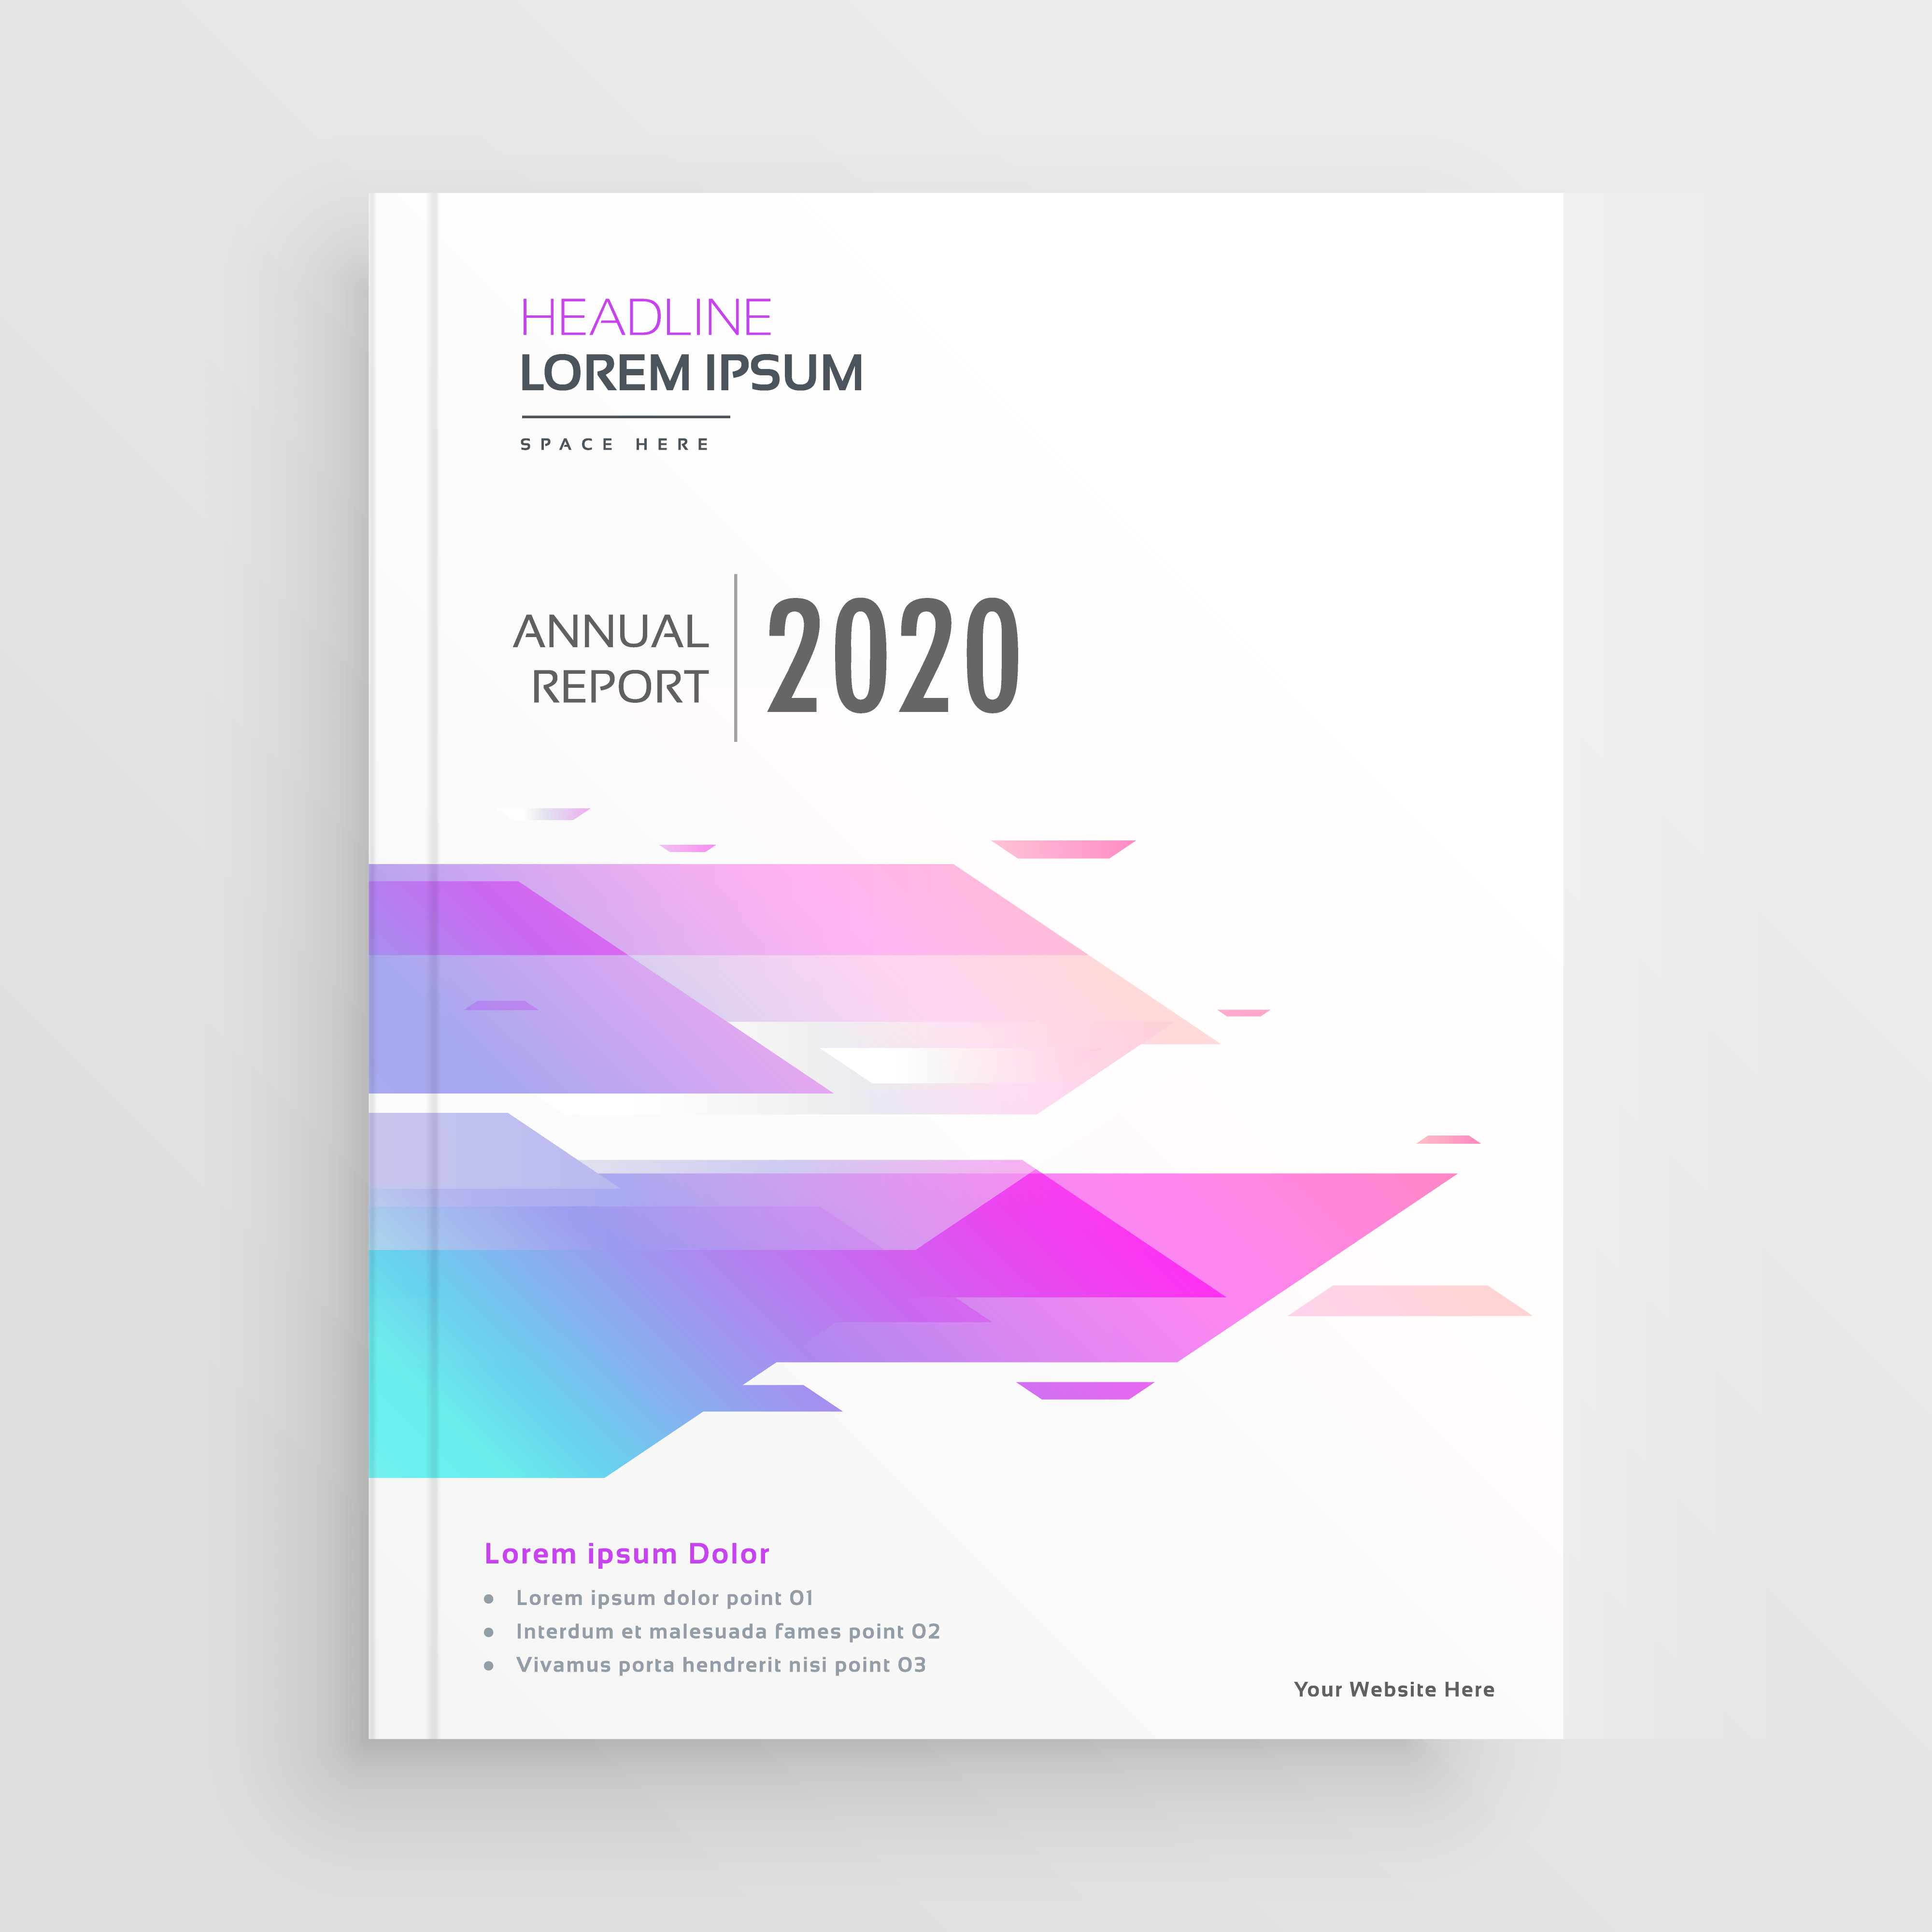 HEADLINE
LOREM IPSUM
SPACE HERE
ANNUAL
REPORT
2020
Lorem ipsum Dolor
• Lorem ipsum dolor point 01
• Interdum et malesuada fames point 02
• Vivamus porta hendrerit nisi point 03
Your Website Here